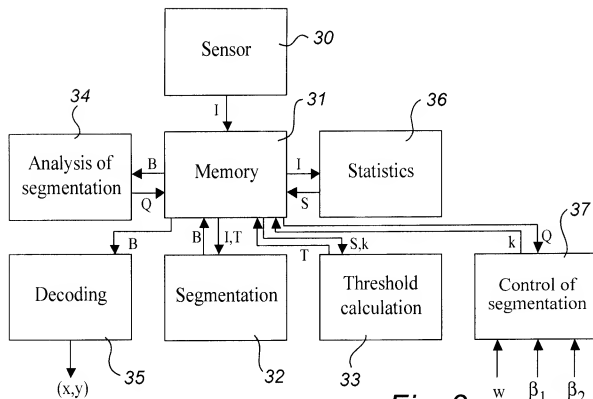 Sensor
30
I
34
31
36
Analysis of
segmentation
B
Q
Memory
I
S
Statistics
37
B
B
I,T
T
S,k
k
Q
Decoding
Segmentation
Threshold
calculation
Control of
segmentation
35
32
33
(x,y)
w
β1
β2